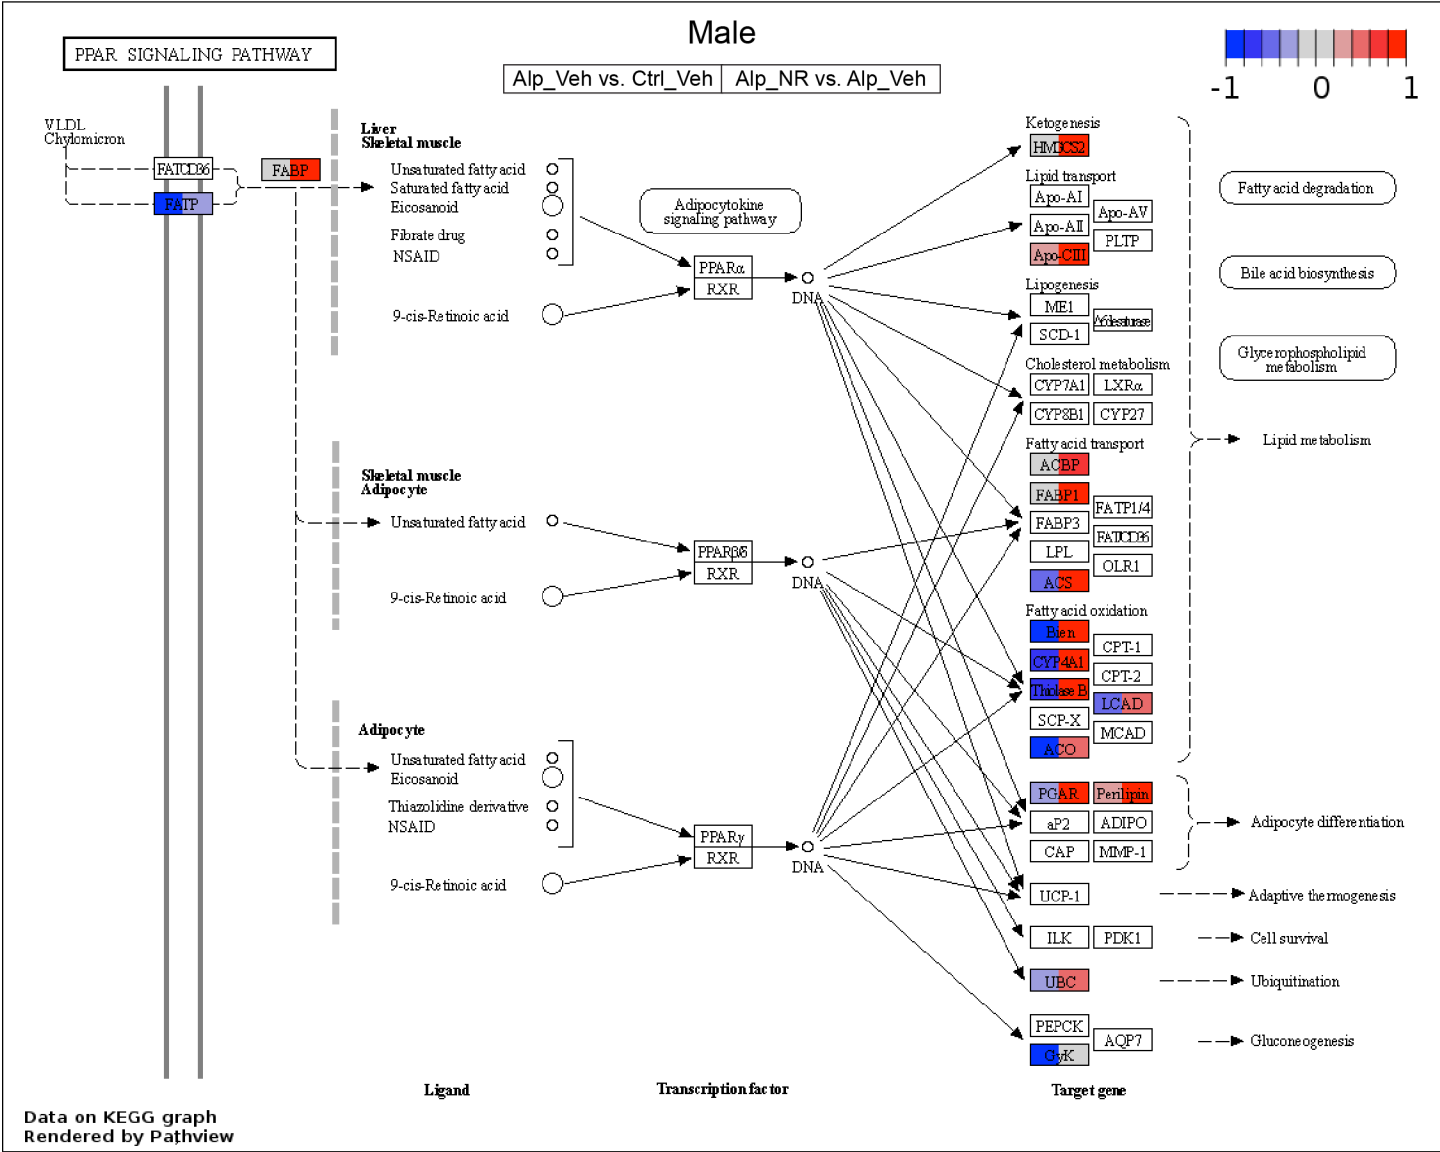 Male
PPAR SIGNALING PATHWAY
Alp_Veh vs. Ctrl_Veh
Alp_NR vs. Alp_Veh
-1
0
1
VLDL
Chylomicron
FAT/CD36
FATP
FABP
Liver
Skeletal muscle
Unsaturated fatty acid
Saturated fatty acid
Eicosanoid
Fibrate drug
NSAID
9-cis-Retinoic acid
Adipocytokine
signaling pathway
PPARα
RXR
DNA
Skeletal muscle
Adipocyte
Unsaturated fatty acid
9-cis-Retinoic acid
PPARβ/δ
RXR
DNA
Adipocyte
Unsaturated fatty acid
Eicosanoid
Thiazolidine derivative
NSAID
9-cis-Retinoic acid
PPARγ
RXR
DNA
Ketogenesis
HMGCS2
Lipid transport
Apo-AI
Apo-AII
Apo-CIII
Apo-AV
PLTP
Lipogenesis
ME1
SCD-1
Δ6desaturase
Cholesterol metabolism
CYP7A1
LXRα
CYP8B1
CYP27
Fatty acid transport
ACBP
FABP1
FABP3
LPL
ACS
FATP1/4
FAT/CD36
OLR1
Fatty acid oxidation
Bien
CYP4A1
Thiolase B
SCP-X
ACO
CPT-1
CPT-2
LCAD
MCAD
PGAR
Perilipin
aP2
ADIPO
CAP
MMP-1
UCP-1
ILK
PDK1
UBC
PEPCK
GyK
AQP7
Fatty acid degradation
Bile acid biosynthesis
Glycerophospholipid
metabolism
Lipid metabolism
Adipocyte differentiation
Adaptive thermogenesis
Cell survival
Ubiquitination
Gluconeogenesis
Ligand
Transcription factor
Target gene
Data on KEGG graph
Rendered by Pathview